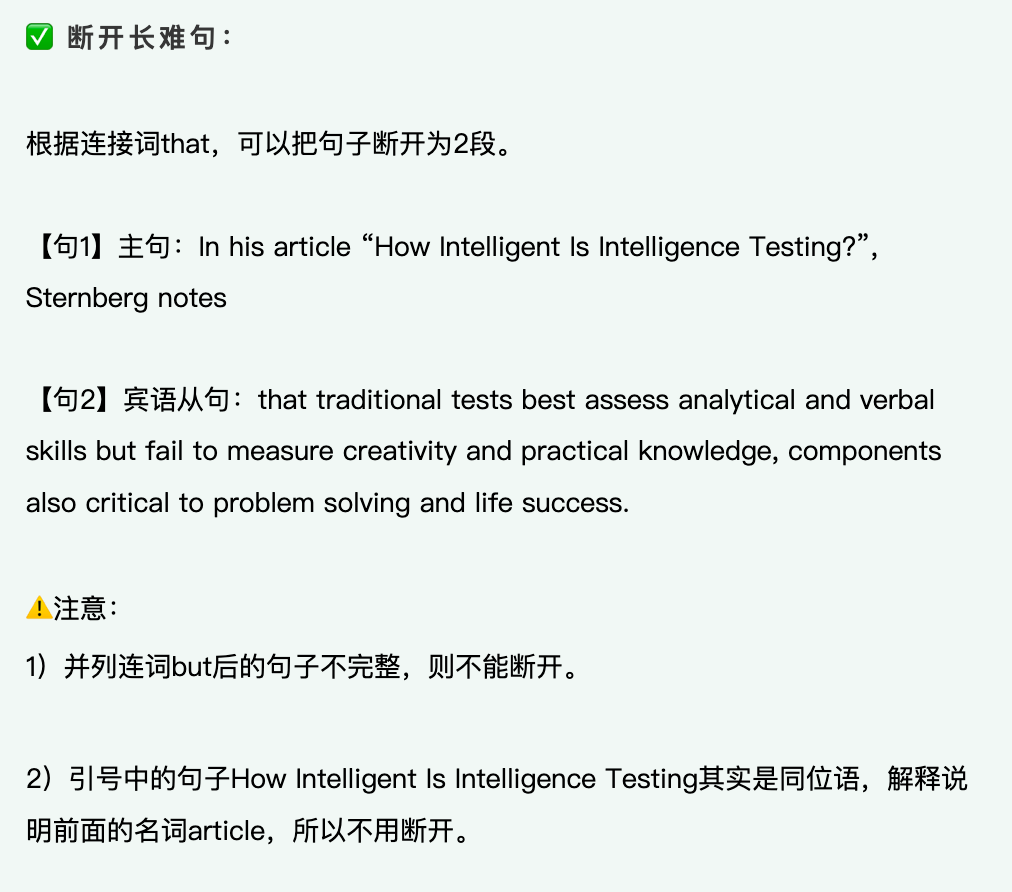 ✅ 断开长难句：
根据连接词that，可以把句子断开为2段。
【句1】主句：In his article “How Intelligent Is Intelligence Testing?”,
Sternberg notes
【句2】宾语从句：that traditional tests best assess analytical and verbal
skills but fail to measure creativity and practical knowledge, components
also critical to problem solving and life success.
⚠️注意：
1）并列连词but后的句子不完整，则不能断开。
2）引号中的句子How Intelligent Is Intelligence Testing其实是同位语，解释说
明前面的名词article，所以不用断开。